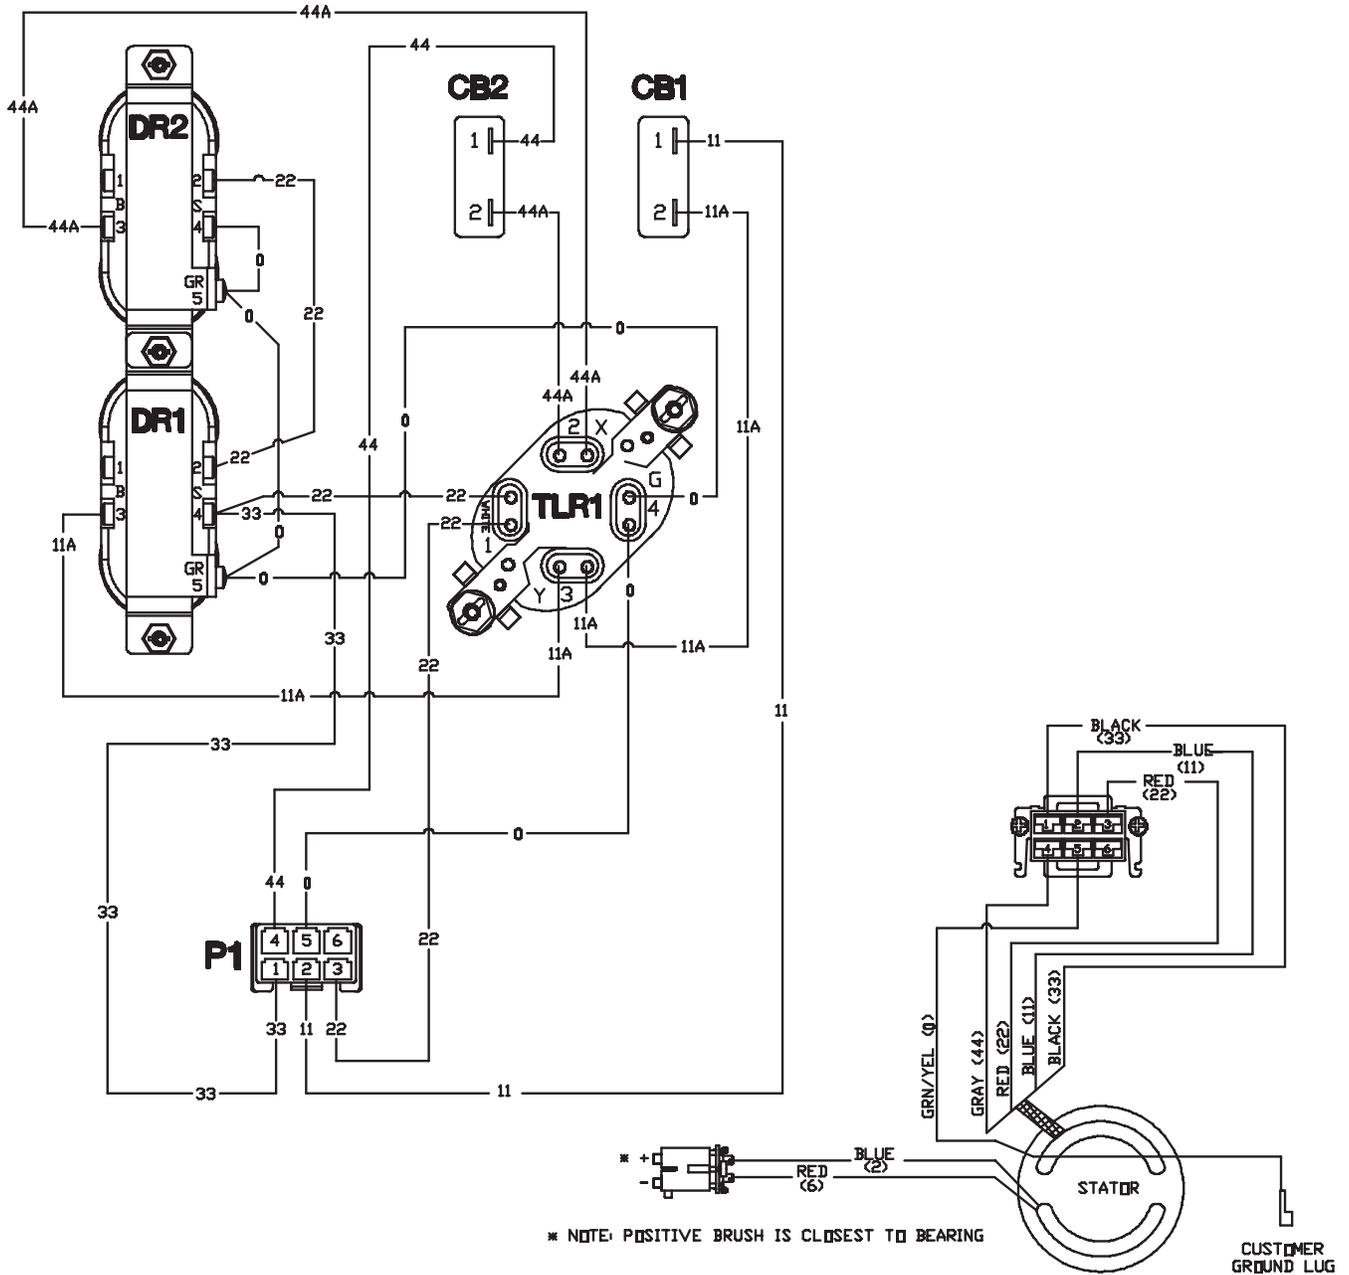 44A
44
CB2
CB1
44A
DR2
1
44
1
11
1
2
22
B
S
2
44A
2
11A
44A
3
4
0
GR
5
0
22
0
44A
44A
DR1
0
11A
44
2
X
22
1
2
G
B
S
22
22
0
3
4
33
TLR1
4
WHITE
22
0
11A
1
GR
5
0
Y
3
0
33
11A
11A
11A
22
11A
11
33
BLACK
(33)
BLUE
(11)
RED
(22)
1
2
3
4
5
6
0
44
0
33
22
P1
4
5
6
1
2
3
33
11
22
33
11
GRN/YEL (0)
GRAY (44)
RED (22)
BLUE (11)
BLACK (33)
* +
-
BLUE
(2)
RED
(6)
STATOR
* NOTE: POSITIVE BRUSH IS CLOSEST TO BEARING
CUSTOMER
GROUND LUG